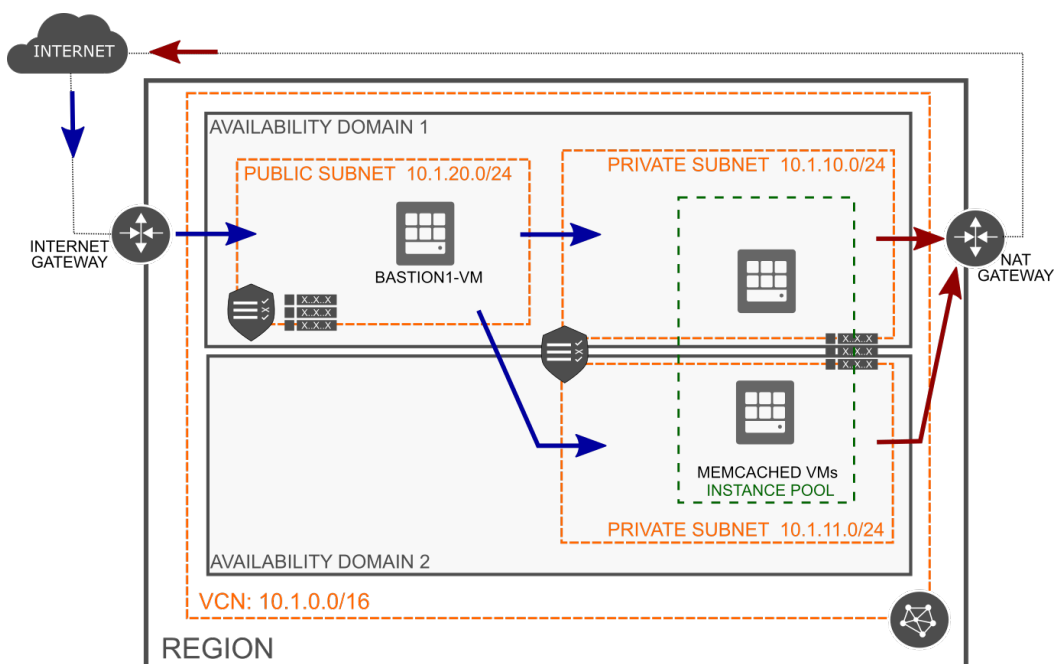 INTERNET
AVAILABILITY DOMAIN 1
PUBLIC SUBNET 10.1.20.0/24
PRIVATE SUBNET 10.1.10.0/24
INTERNET
GATEWAY
BASTION1-VM
NAT
GATEWAY
X..X..X
X..X..X
X..X..X
X..X..X
X..X..X
X..X..X
MEMCACHED VMs
INSTANCE POOL
PRIVATE SUBNET 10.1.11.0/24
AVAILABILITY DOMAIN 2
VCN: 10.1.0.0/16
REGION